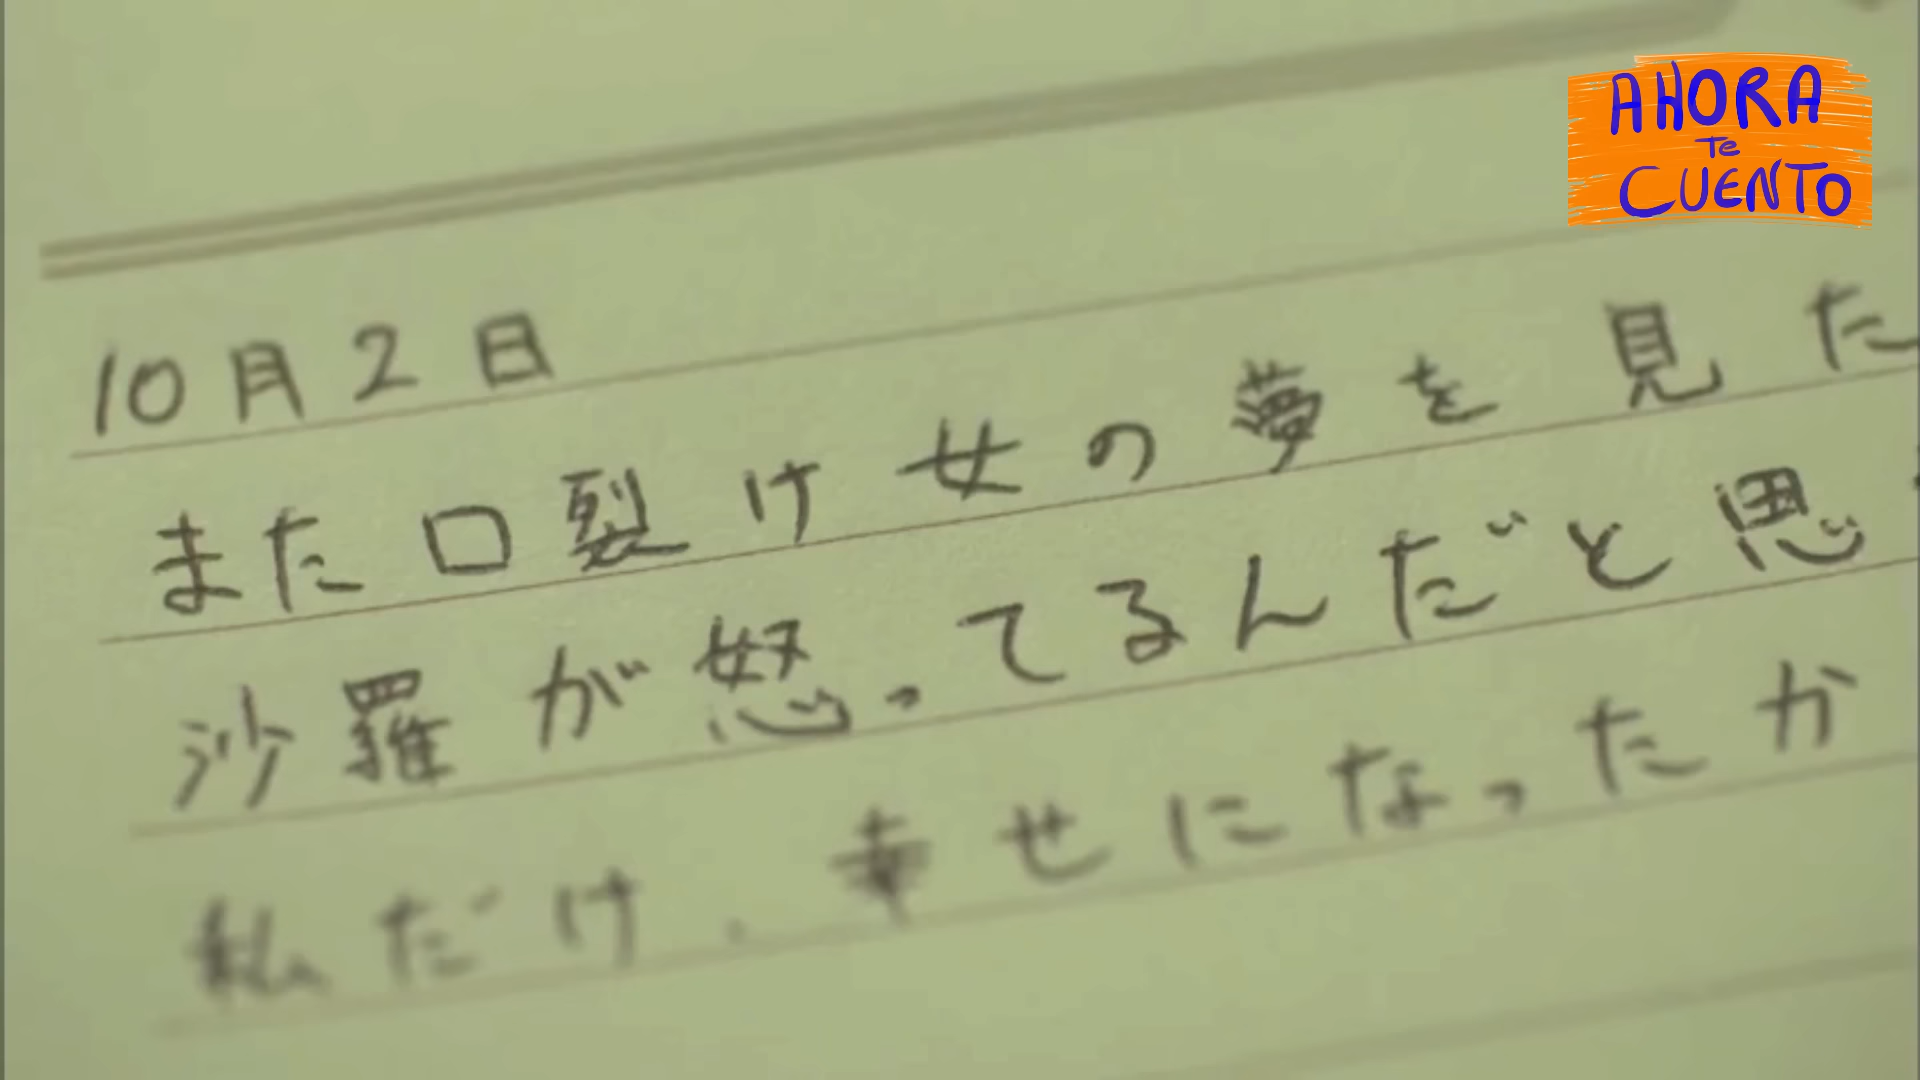 AHORA
TE
CUENTO
10月2日
また口裂け女の夢を見た
沙羅が怒ってるんだと思
私だけ、幸せになったか